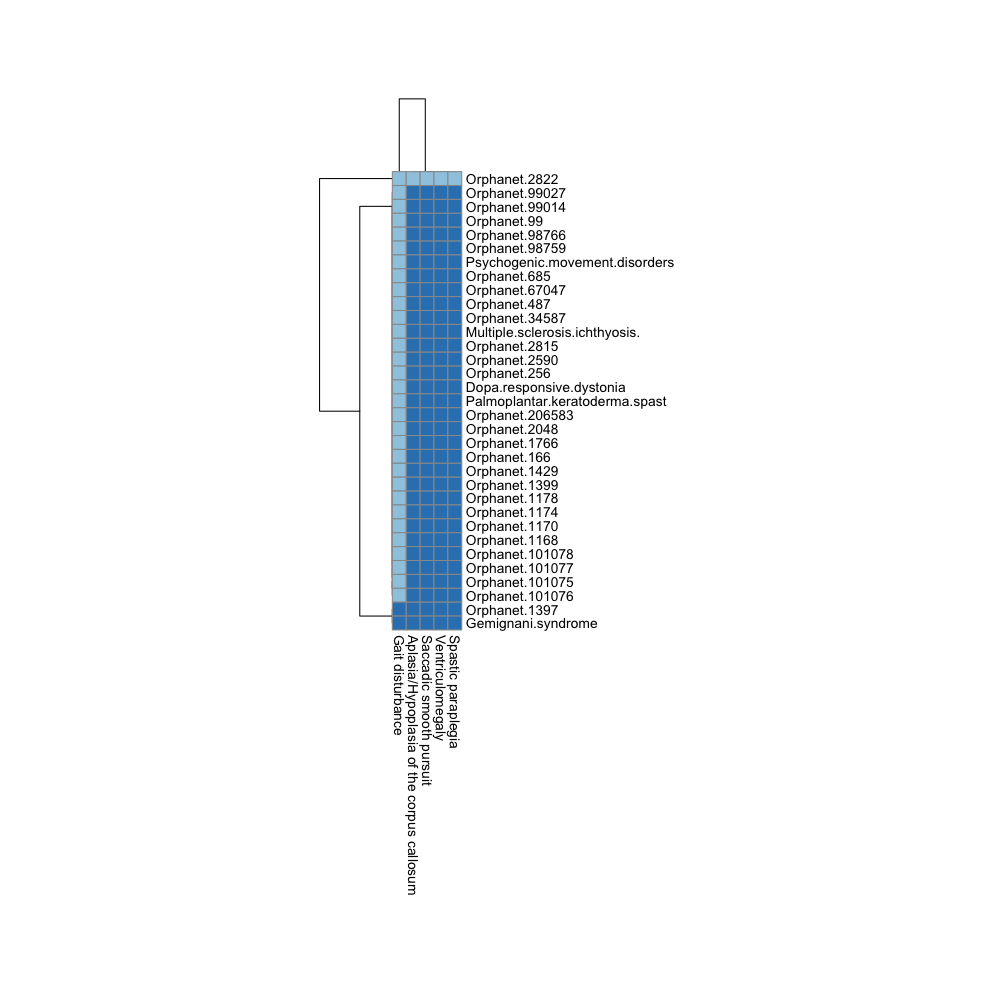 Orphanet.2822
Orphanet.99027
Orphanet.99014
Orphanet.99
Orphanet.98766
Orphanet.98759
Psychogenic.movement.disorders
Orphanet.685
Orphanet.67047
Orphanet.487
Orphanet.34587
Multiple.sclerosis.ichthyosis.
Orphanet.2815
Orphanet.2590
Orphanet.256
Dopa.responsive.dystonia
Palmoplantar.keratoderma.spast
Orphanet.206583
Orphanet.2048
Orphanet.1766
Orphanet.166
Orphanet.1429
Orphanet.1399
Orphanet.1178
Orphanet.1174
Orphanet.1170
Orphanet.1168
Orphanet.101078
Orphanet.101077
Orphanet.101075
Orphanet.101076
Orphanet.1397
Gemignani.syndrome
Gait disturbance
Aplasia/Hypoplasia of the corpus callosum
Saccadic smooth pursuit
Ventriculomegaly
Spastic paraplegia